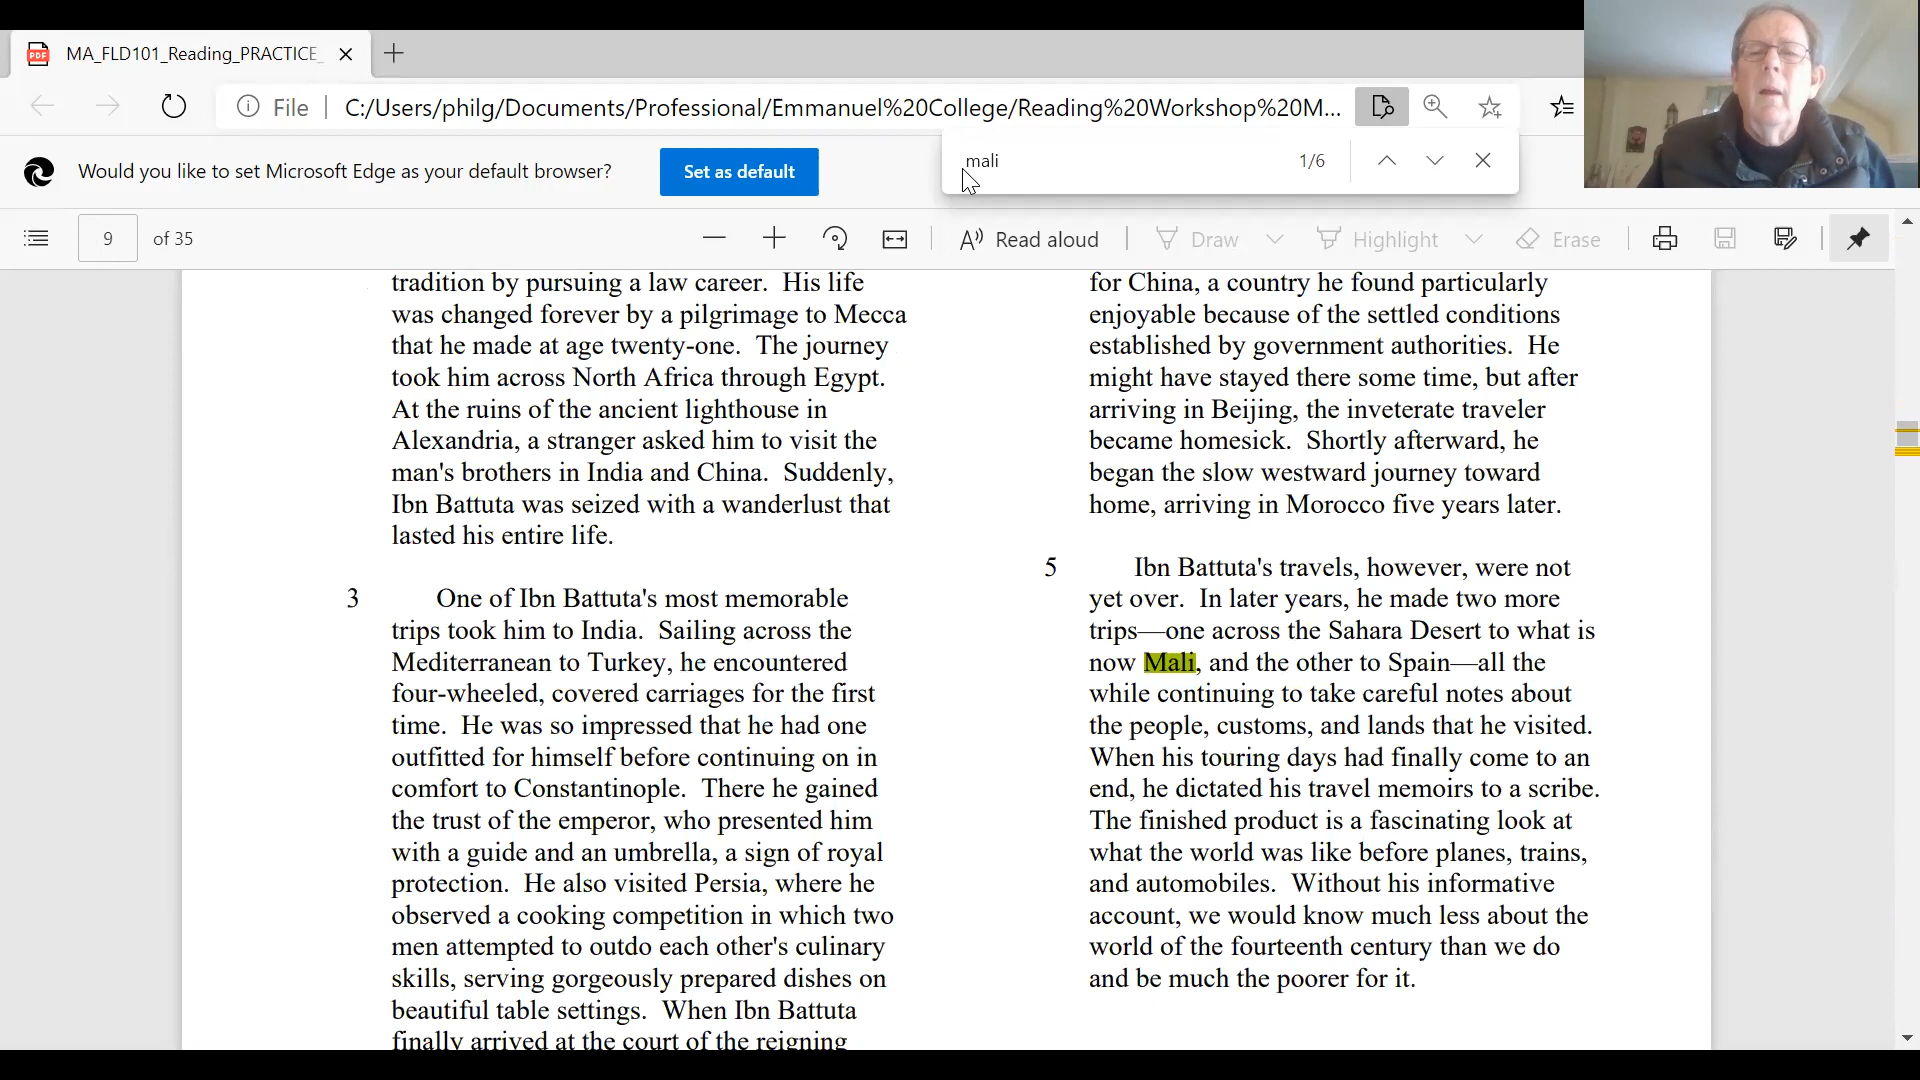 MA_FLD101_Reading_PRACTICE_
File
C:/Users/philg/Documents/Professional/Emmanuel%20College/Reading%20Workshop%20M...
Would you like to set Microsoft Edge as your default browser?
Set as default
mali
1/6
9
of 35
Read aloud
Draw
Highlight
Erase
tradition by pursuing a law career. His life
was changed forever by a pilgrimage to Mecca
that he made at age twenty-one. The journey
took him across North Africa through Egypt.
At the ruins of the ancient lighthouse in
Alexandria, a stranger asked him to visit the
man's brothers in India and China. Suddenly,
Ibn Battuta was seized with a wanderlust that
lasted his entire life.
3 One of Ibn Battuta's most memorable
trips took him to India. Sailing across the
Mediterranean to Turkey, he encountered
four-wheeled, covered carriages for the first
time. He was so impressed that he had one
outfitted for himself before continuing on in
comfort to Constantinople. There he gained
the trust of the emperor, who presented him
with a guide and an umbrella, a sign of royal
protection. He also visited Persia, where he
observed a cooking competition in which two
men attempted to outdo each other's culinary
skills, serving gorgeously prepared dishes on
beautiful table settings. When Ibn Battuta
finally arrived at the court of the reigning
for China, a country he found particularly
enjoyable because of the settled conditions
established by government authorities. He
might have stayed there some time, but after
arriving in Beijing, the inveterate traveler
became homesick. Shortly afterward, he
began the slow westward journey toward
home, arriving in Morocco five years later.
5 Ibn Battuta's travels, however, were not
yet over. In later years, he made two more
trips—one across the Sahara Desert to what is
now Mali, and the other to Spain—all the
while continuing to take careful notes about
the people, customs, and lands that he visited.
When his touring days had finally come to an
end, he dictated his travel memoirs to a scribe.
The finished product is a fascinating look at
what the world was like before planes, trains,
and automobiles. Without his informative
account, we would know much less about the
world of the fourteenth century than we do
and be much the poorer for it.